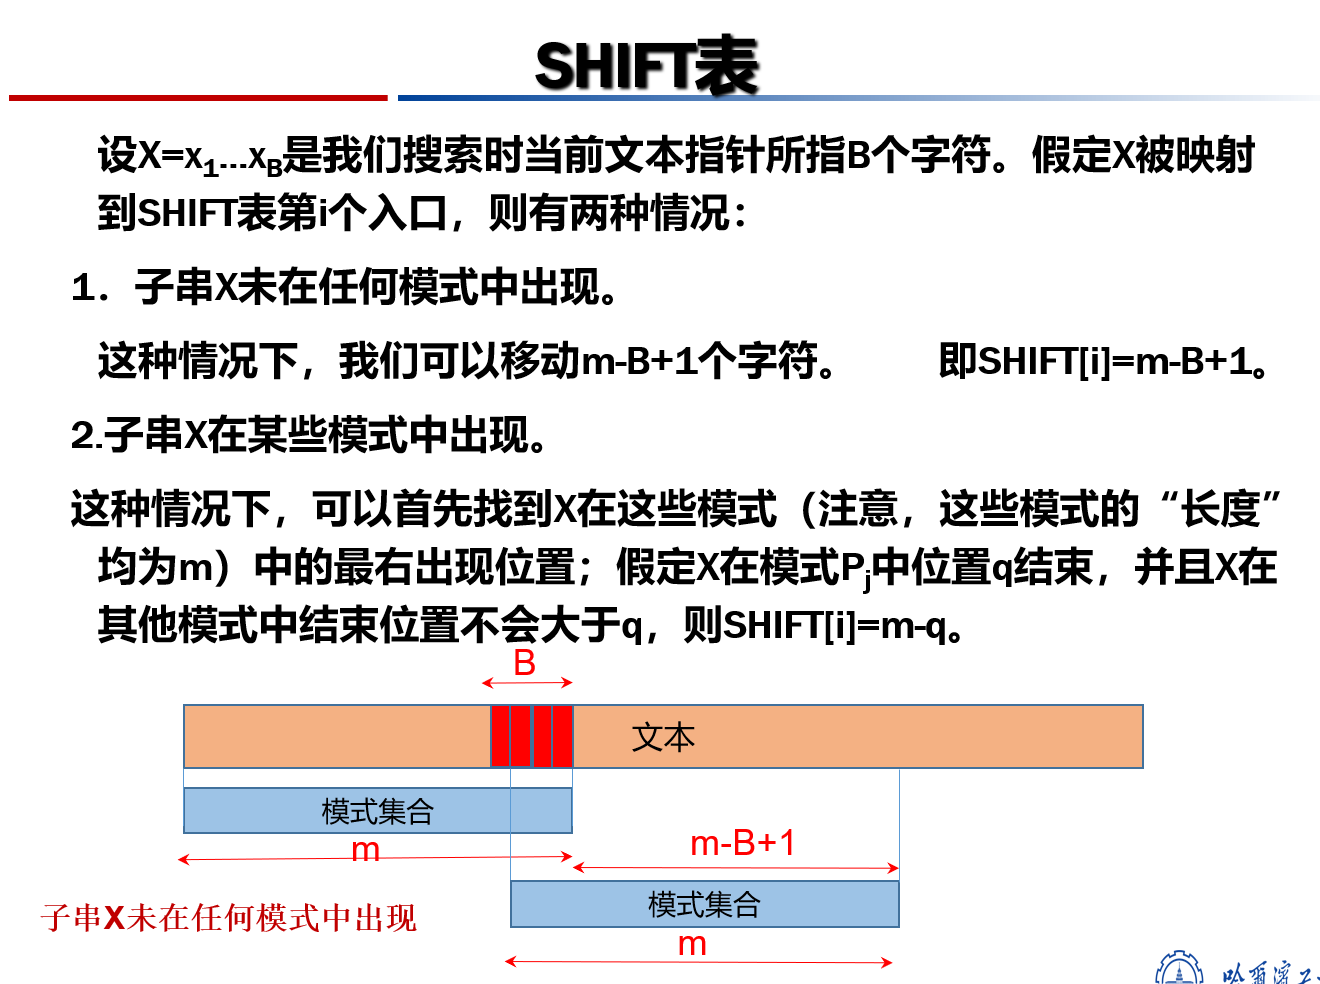 SHIFT表
设X=x1...xB是我们搜索时当前文本指针所指B个字符。假定X被映射
到SHIFT表第i个入口，则有两种情况：
1．子串X未在任何模式中出现。
这种情况下，我们可以移动m-B+1个字符。 即SHIFT[i]=m-B+1。
2.子串X在某些模式中出现。
这种情况下，可以首先找到X在这些模式（注意，这些模式的“长度”
均为m）中的最右出现位置；假定X在模式Pj中位置q结束，并且X在
其他模式中结束位置不会大于q，则SHIFT[i]=m-q。
B
文本
模式集合
m
m-B+1
模式集合
子串X未在任何模式中出现
m
哈爾濱工